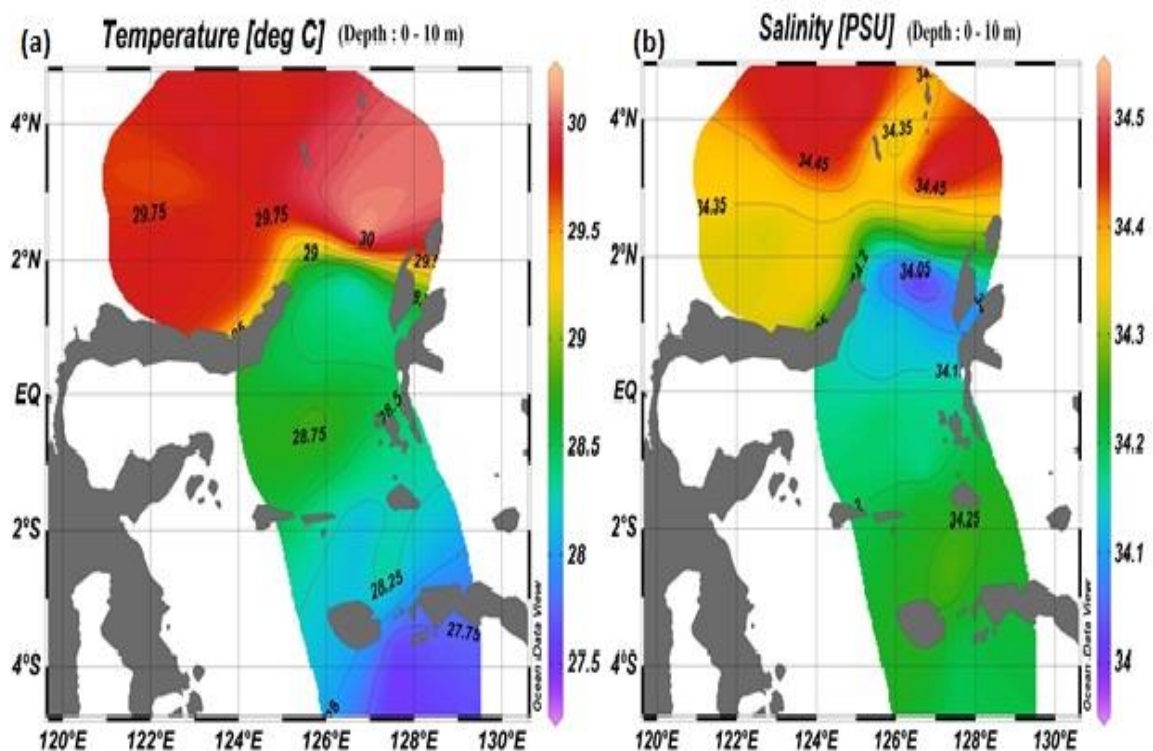 (a) Temperature [deg C] (Depth : 0 - 10 m)
4°N
2°N
EQ
2°S
4°S
29.75
29.75
30
29
28.75
28.5
28.25
27.75
30
29.5
29
28.5
28
27.5
Ocean Data View
120°E 122°E 124°E 126°E 128°E 130°E
(b) Salinity [PSU] (Depth : 0 - 10 m)
4°N
2°N
EQ
2°S
4°S
34.35
34.45
34.45
34.35
34.2
34.05
34.1
34.25
34.5
34.4
34.3
34.2
34.1
34
Ocean Data View
120°E 122°E 124°E 126°E 128°E 130°E